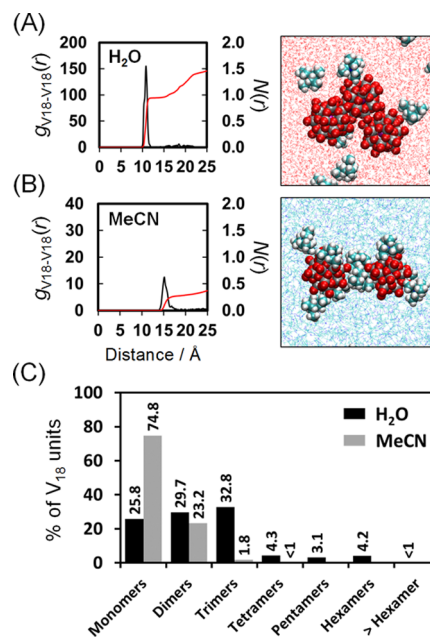 (A)
H₂O
g_V18-V18(r)
200
150
100
50
0
2.0
1.5
1.0
0.5
0.0
N(r)
0 5 10 15 20 25
(B)
MeCN
g_V18-V18(r)
40
30
20
10
0
2.0
1.5
1.0
0.5
0.0
N(r)
0 5 10 15 20 25
Distance / Å
(C)
% of V₁₈ units
100
80
60
40
20
0
H₂O
MeCN
25.8
74.8
29.7
23.2
32.8
1.8
4.3
<1
3.1
4.2
<1
Monomers
Dimers
Trimers
Tetramers
Pentamers
Hexamers
> Hexamer